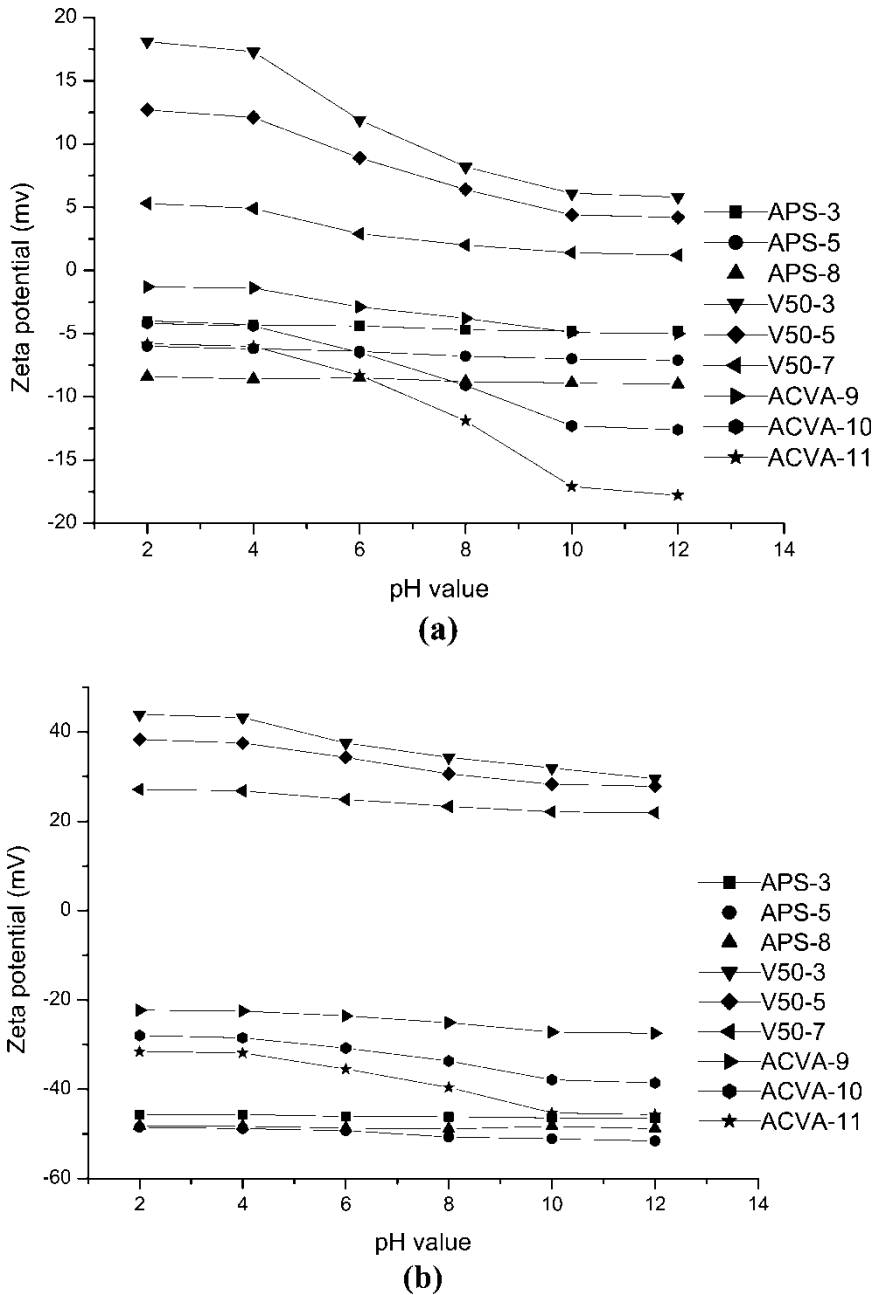 20
15
10
5
0
-5
-10
-15
-20
Zeta potential (mv)
2 4 6 8 10 12 14
pH value
APS-3
APS-5
APS-8
V50-3
V50-5
V50-7
ACVA-9
ACVA-10
ACVA-11
(a)
40
20
0
-20
-40
-60
Zeta potential (mV)
2 4 6 8 10 12 14
pH value
APS-3
APS-5
APS-8
V50-3
V50-5
V50-7
ACVA-9
ACVA-10
ACVA-11
(b)